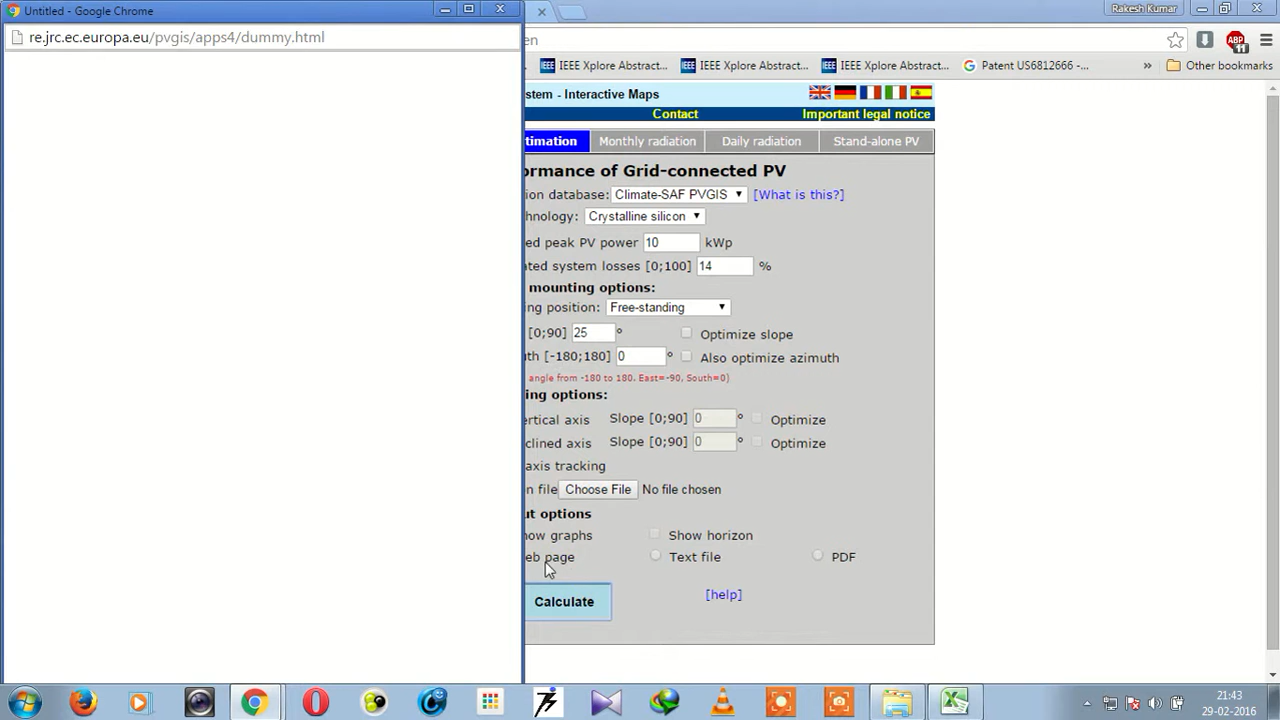 Untitled - Google Chrome
re.jrc.ec.europa.eu/pvgis/apps4/dummy.html
Rakesh Kumar
en
ABP
11
IEEE Xplore Abstract...
IEEE Xplore Abstract...
IEEE Xplore Abstract...
Patent US6812666 -...
»
Other bookmarks
stem - Interactive Maps
Contact
Important legal notice
timation
Monthly radiation
Daily radiation
Stand-alone PV
ormance of Grid-connected PV
ion database: Climate-SAF PVGIS [What is this?]
hnology: Crystalline silicon
ed peak PV power 10 kWp
ated system losses [0;100] 14 %
mounting options:
ing position: Free-standing
[0;90] 25 ° Optimize slope
th [-180;180] 0 ° Also optimize azimuth
angle from -180 to 180. East=-90, South=0)
ing options:
ertical axis Slope [0;90] 0 ° Optimize
clined axis Slope [0;90] 0 ° Optimize
axis tracking
n file Choose File No file chosen
ut options
how graphs Show horizon
eb page Text file PDF
Calculate
[help]
21:43
29-02-2016